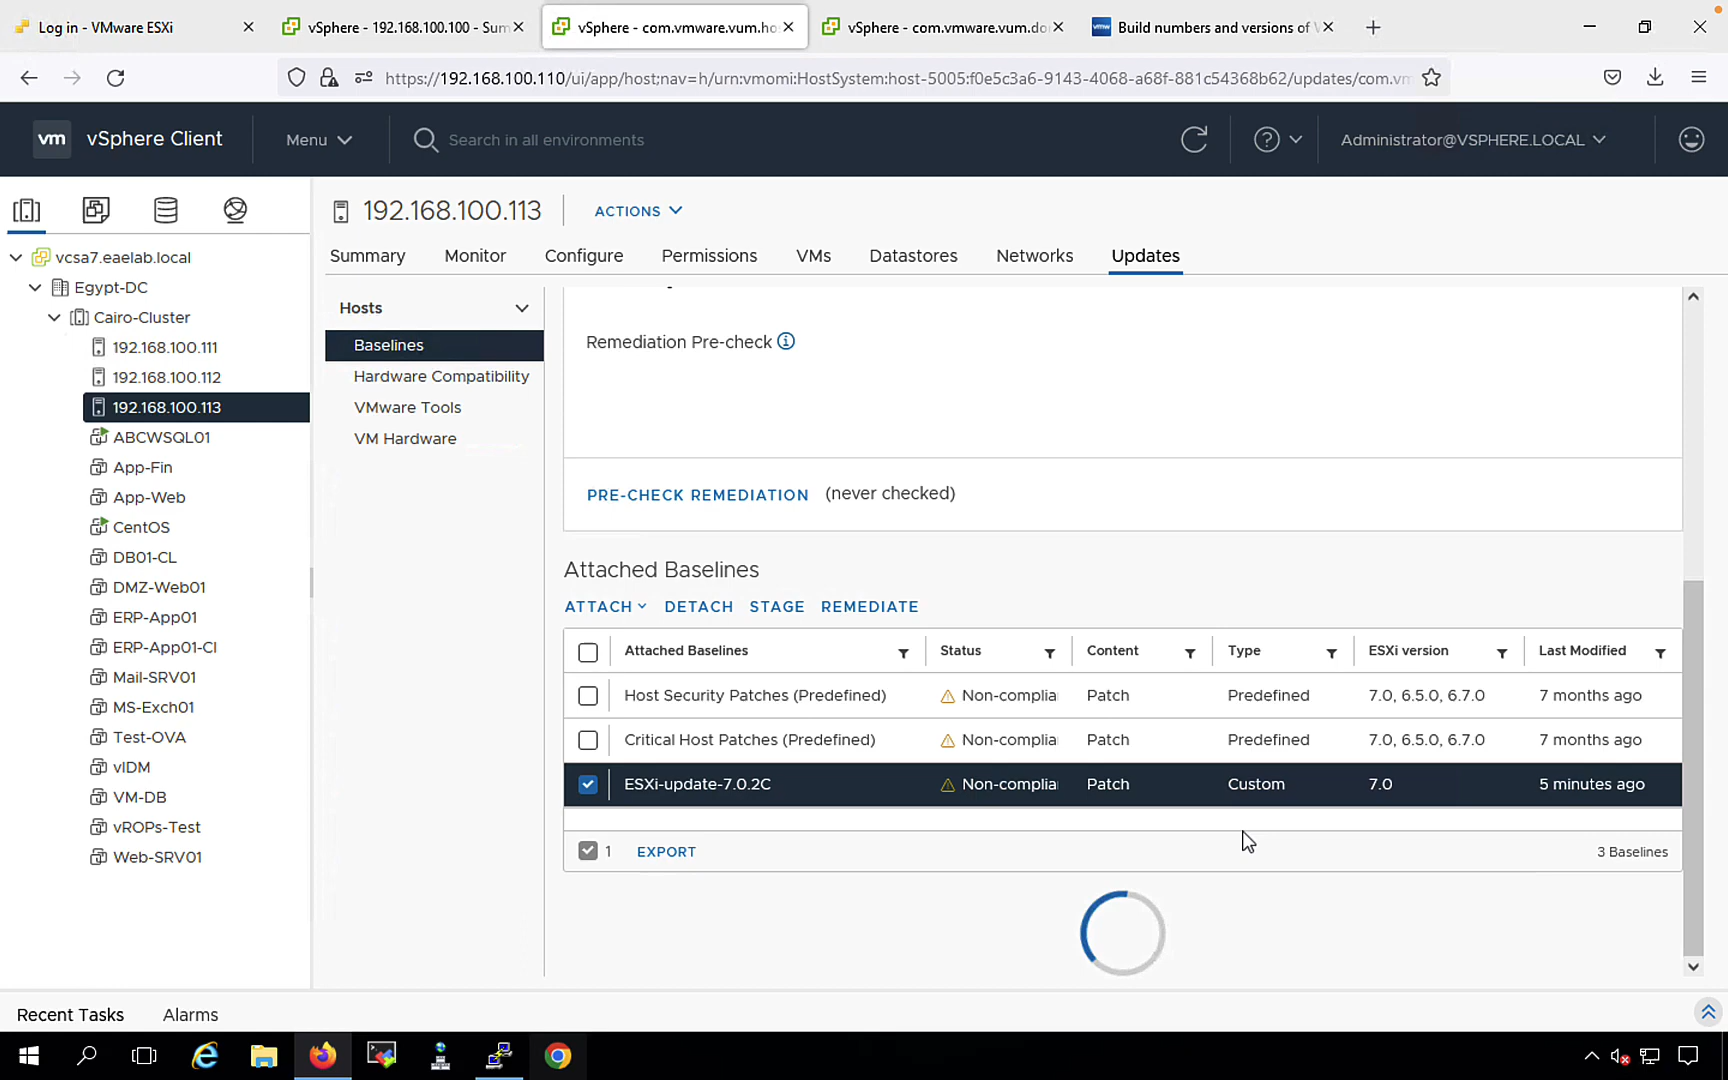 Log in - VMware ESXi
vSphere - 192.168.100.100 - Sum
vSphere - com.vmware.vum.ho
vSphere - com.vmware.vum.do
vmw
Build numbers and versions of V
https://192.168.100.110/ui/app/host;nav=h/urn:vmomi:HostSystem:host-5005:f0e5c3a6-9143-4068-a68f-881c54368b62/updates/com.vm
vm
vSphere Client
Menu
Search in all environments
Administrator@VSPHERE.LOCAL
192.168.100.113
ACTIONS
Summary
Monitor
Configure
Permissions
VMs
Datastores
Networks
Updates
vcsa7.eaelab.local
Egypt-DC
Cairo-Cluster
192.168.100.111
192.168.100.112
192.168.100.113
ABCWSQL01
App-Fin
App-Web
CentOS
DB01-CL
DMZ-Web01
ERP-App01
ERP-App01-Cl
Mail-SRV01
MS-Exch01
Test-OVA
vIDM
VM-DB
vROPs-Test
Web-SRV01
Hosts
Baselines
Hardware Compatibility
VMware Tools
VM Hardware
Remediation Pre-check
PRE-CHECK REMEDIATION (never checked)
Attached Baselines
ATTACH DETACH STAGE REMEDIATE
Attached Baselines Status Content Type ESXi version Last Modified
Host Security Patches (Predefined) Non-complia Patch Predefined 7.0, 6.5.0, 6.7.0 7 months ago
Critical Host Patches (Predefined) Non-complia Patch Predefined 7.0, 6.5.0, 6.7.0 7 months ago
ESXi-update-7.0.2C Non-complia Patch Custom 7.0 5 minutes ago
1 EXPORT 3 Baselines
Recent Tasks Alarms